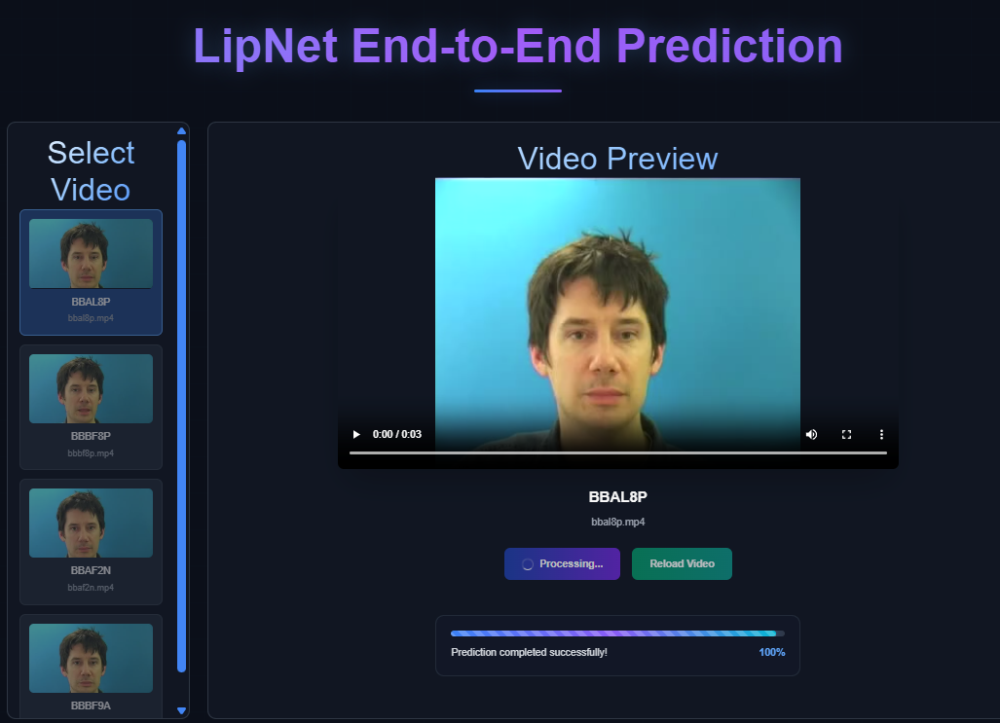 LipNet End-to-End Prediction
Select
Video
BBAL8P
bbal8p.mp4
BBBF8P
bbbf8p.mp4
BBAF2N
bbaf2n.mp4
BBBF9A
Video Preview
0:00 / 0:03
BBAL8P
bbal8p.mp4
Processing...
Reload Video
Prediction completed successfully!
100%